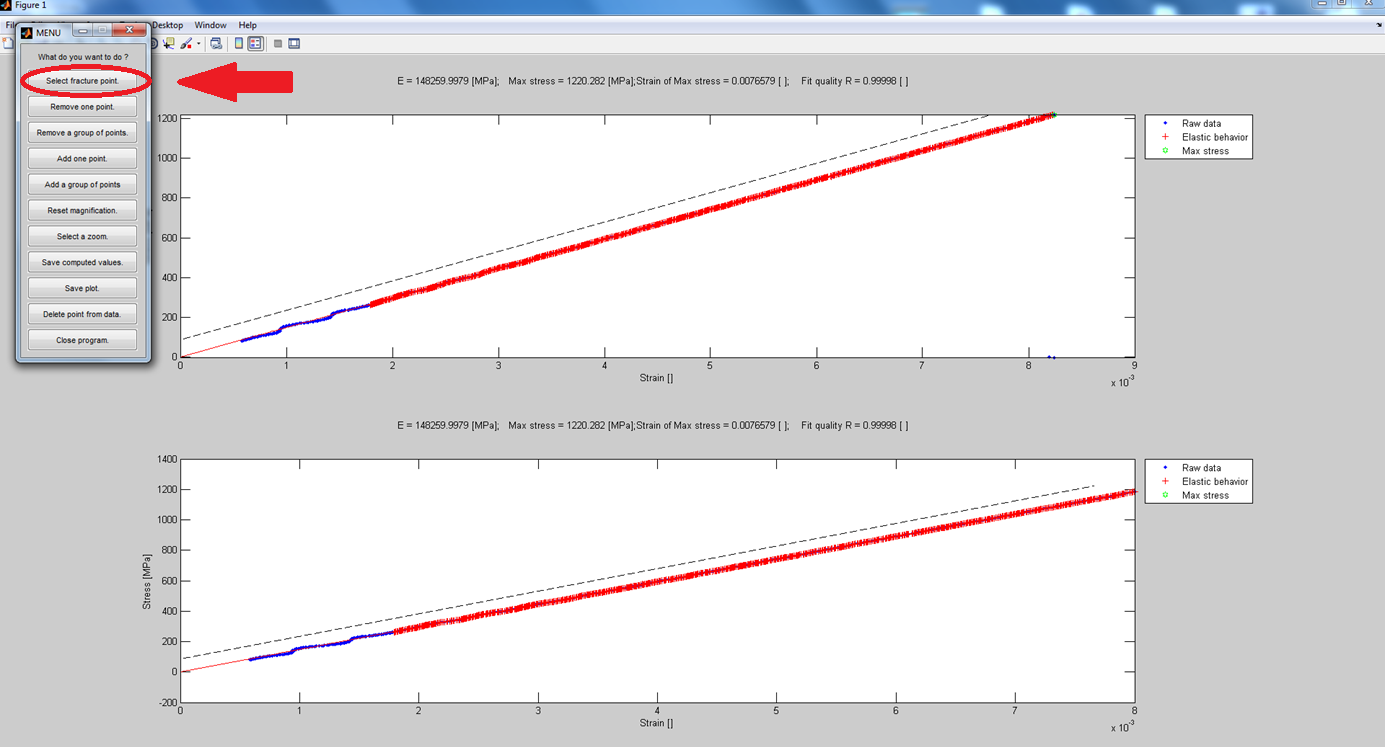 Figure 1
Desktop Window Help
MENU
What do you want to do ?
Select fracture point.
Remove one point.
Remove a group of points.
Add one point.
Add a group of points
Reset magnification.
Select a zoom.
Save computed values.
Save plot.
Delete point from data.
Close program.
E = 148259.9979 [MPa]; Max stress = 1220.282 [MPa];Strain of Max stress = 0.0076579 [ ]; Fit quality R = 0.99998 [ ]
1200
1000
800
600
400
200
0
0 1 2 3 4 5 6 7 8 9
Strain []
x 10-3
Raw data
Elastic behavior
Max stress
E = 148259.9979 [MPa]; Max stress = 1220.282 [MPa];Strain of Max stress = 0.0076579 [ ]; Fit quality R = 0.99998 [ ]
Stress [MPa]
1400
1200
1000
800
600
400
200
0
-200
0 1 2 3 4 5 6 7 8
Strain []
x 10-3
Raw data
Elastic behavior
Max stress